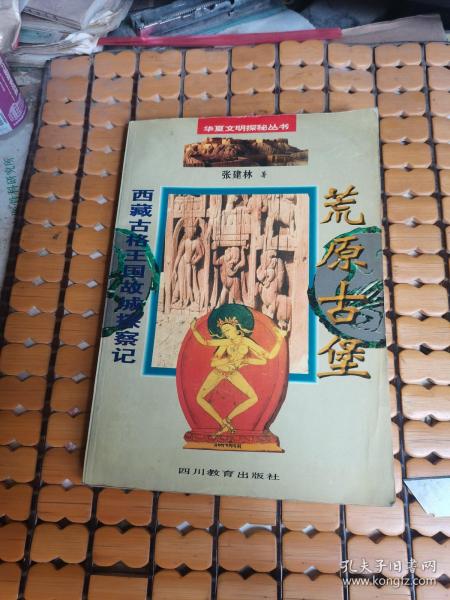 华夏文明探秘丛书
张建林 著
荒原古堡
西藏古格王国故城探察记
四川教育出版社
孔夫子旧书网
www.kongfz.com